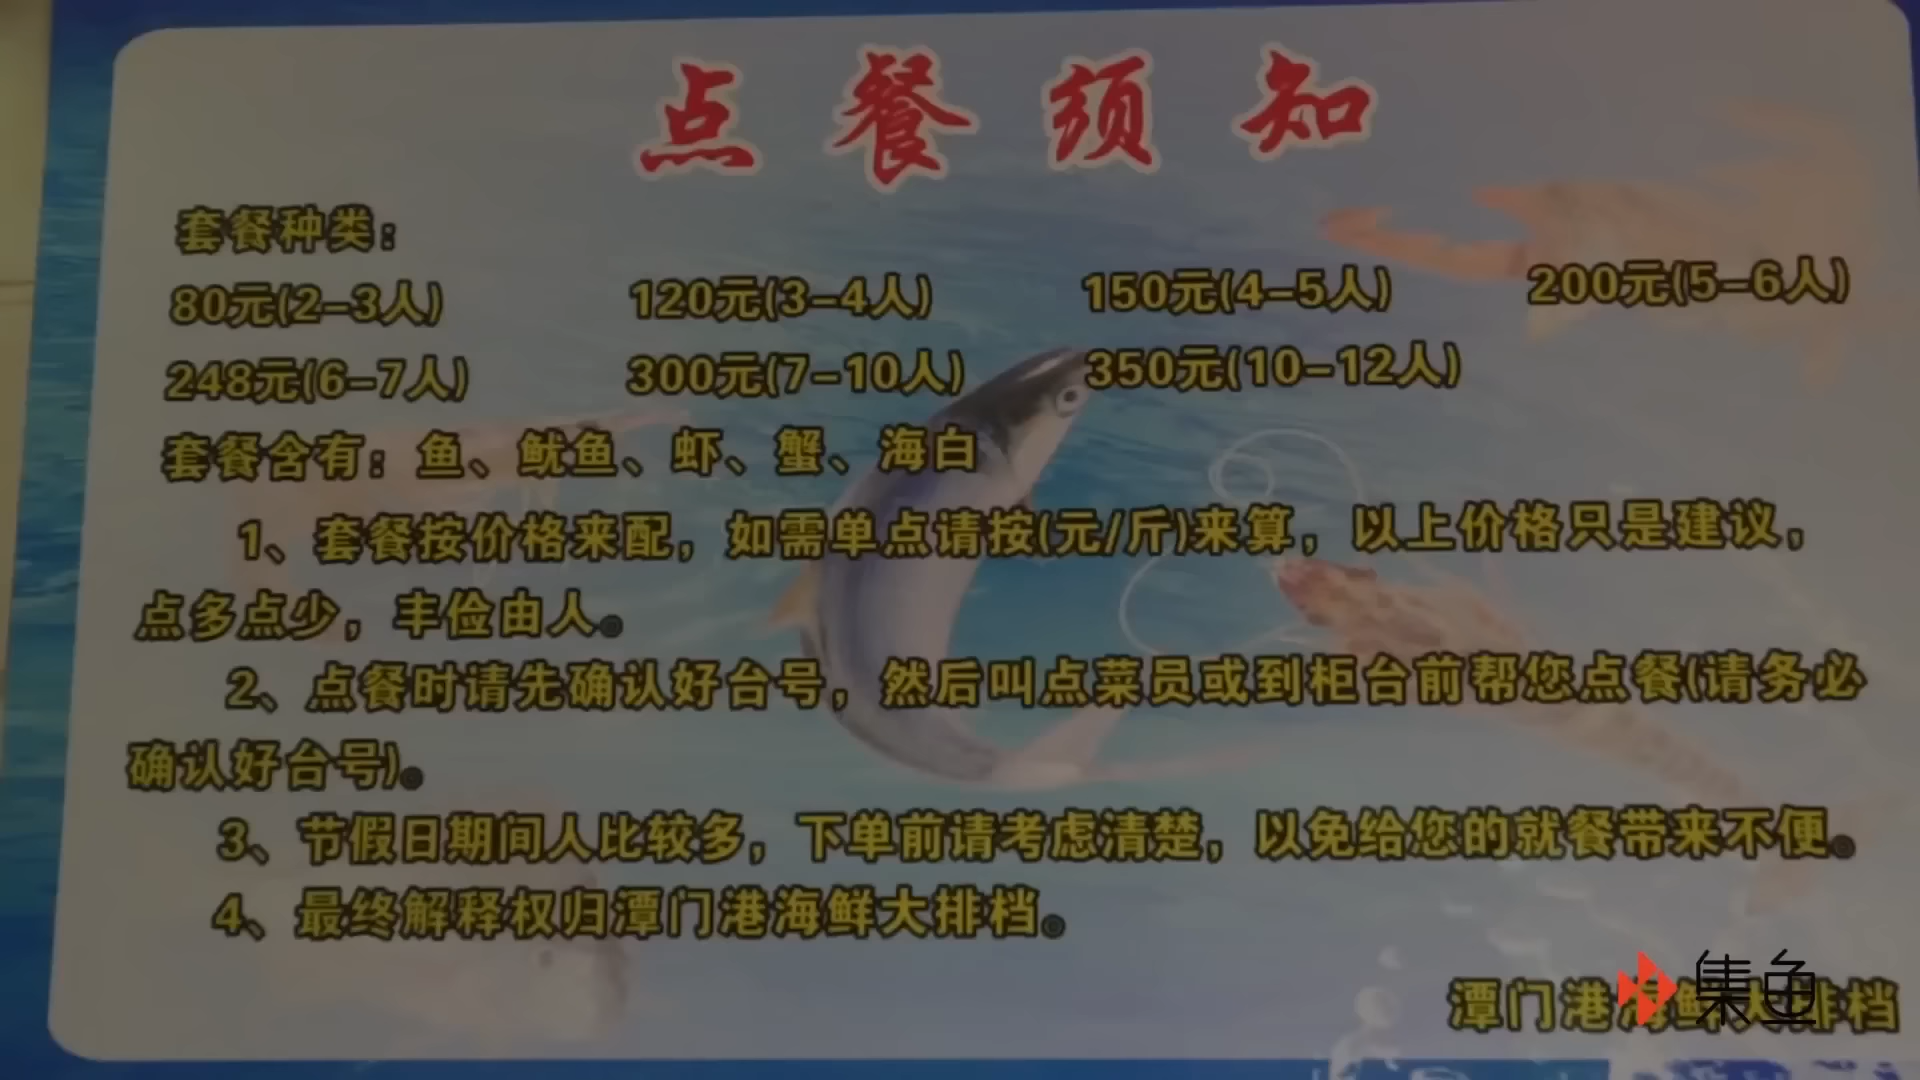 点餐须知
套餐种类：
80元(2-3人) 120元(3-4人) 150元(4-5人) 200元(5-6人)
248元(6-7人) 300元(7-10人) 350元(10-12人)
套餐含有：鱼、鱿鱼、虾、蟹、海白
1、套餐按价格来配，如需单点请按(元/斤)来算，以上价格只是建议，
点多点少，丰俭由人。
2、点餐时请先确认好台号，然后叫点菜员或到柜台前帮您点餐(请务必
确认好台号)。
3、节假日期间人比较多，下单前请考虑清楚，以免给您的就餐带来不便。
4、最终解释权归潭门港海鲜大排档。
潭门港海鲜大排档
集鱼